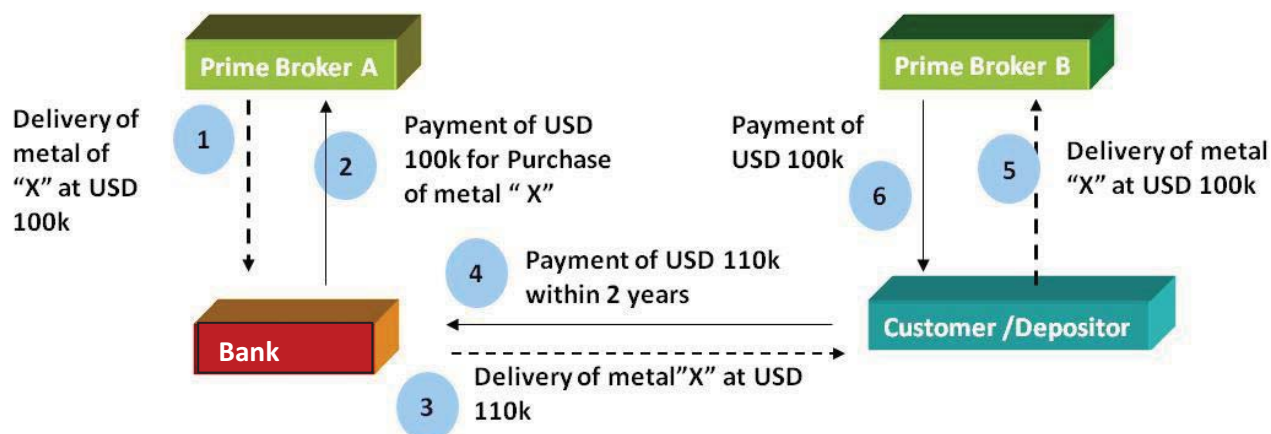 Prime Broker A
Prime Broker B
Delivery of
metal of
“X” at USD
100k
1
2
Payment of USD
100k for Purchase
of metal “ X”
Payment of
USD 100k
6
5
Delivery of metal
“X” at USD 100k
4
Payment of USD 110k
within 2 years
Bank
Customer /Depositor
3
Delivery of metal”X” at USD
110k